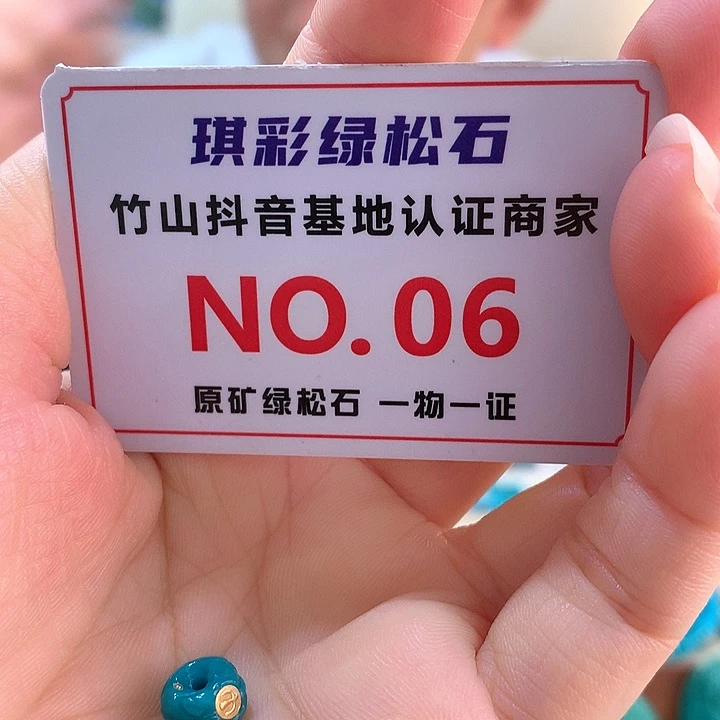 琪彩绿松石
竹山抖音基地认证商家
NO.06
原矿绿松石 一物一证